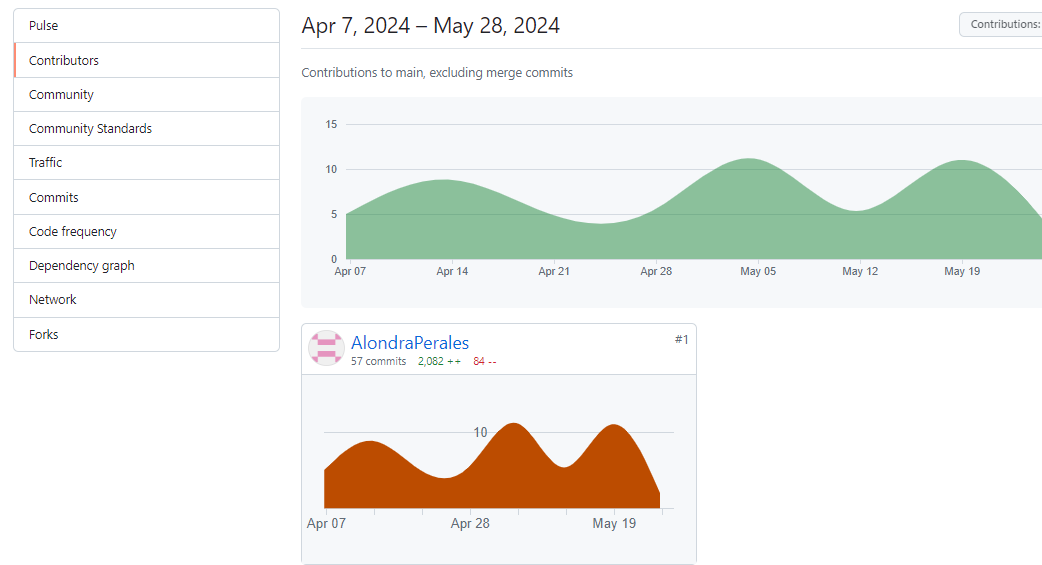 Pulse
Contributors
Community
Community Standards
Traffic
Commits
Code frequency
Dependency graph
Network
Forks
Apr 7, 2024 – May 28, 2024
Contributions:
Contributions to main, excluding merge commits
15
10
5
0
Apr 07 Apr 14 Apr 21 Apr 28 May 05 May 12 May 19
AlondraPerales #1
57 commits 2,082 ++ 84 --
10
Apr 07 Apr 28 May 19